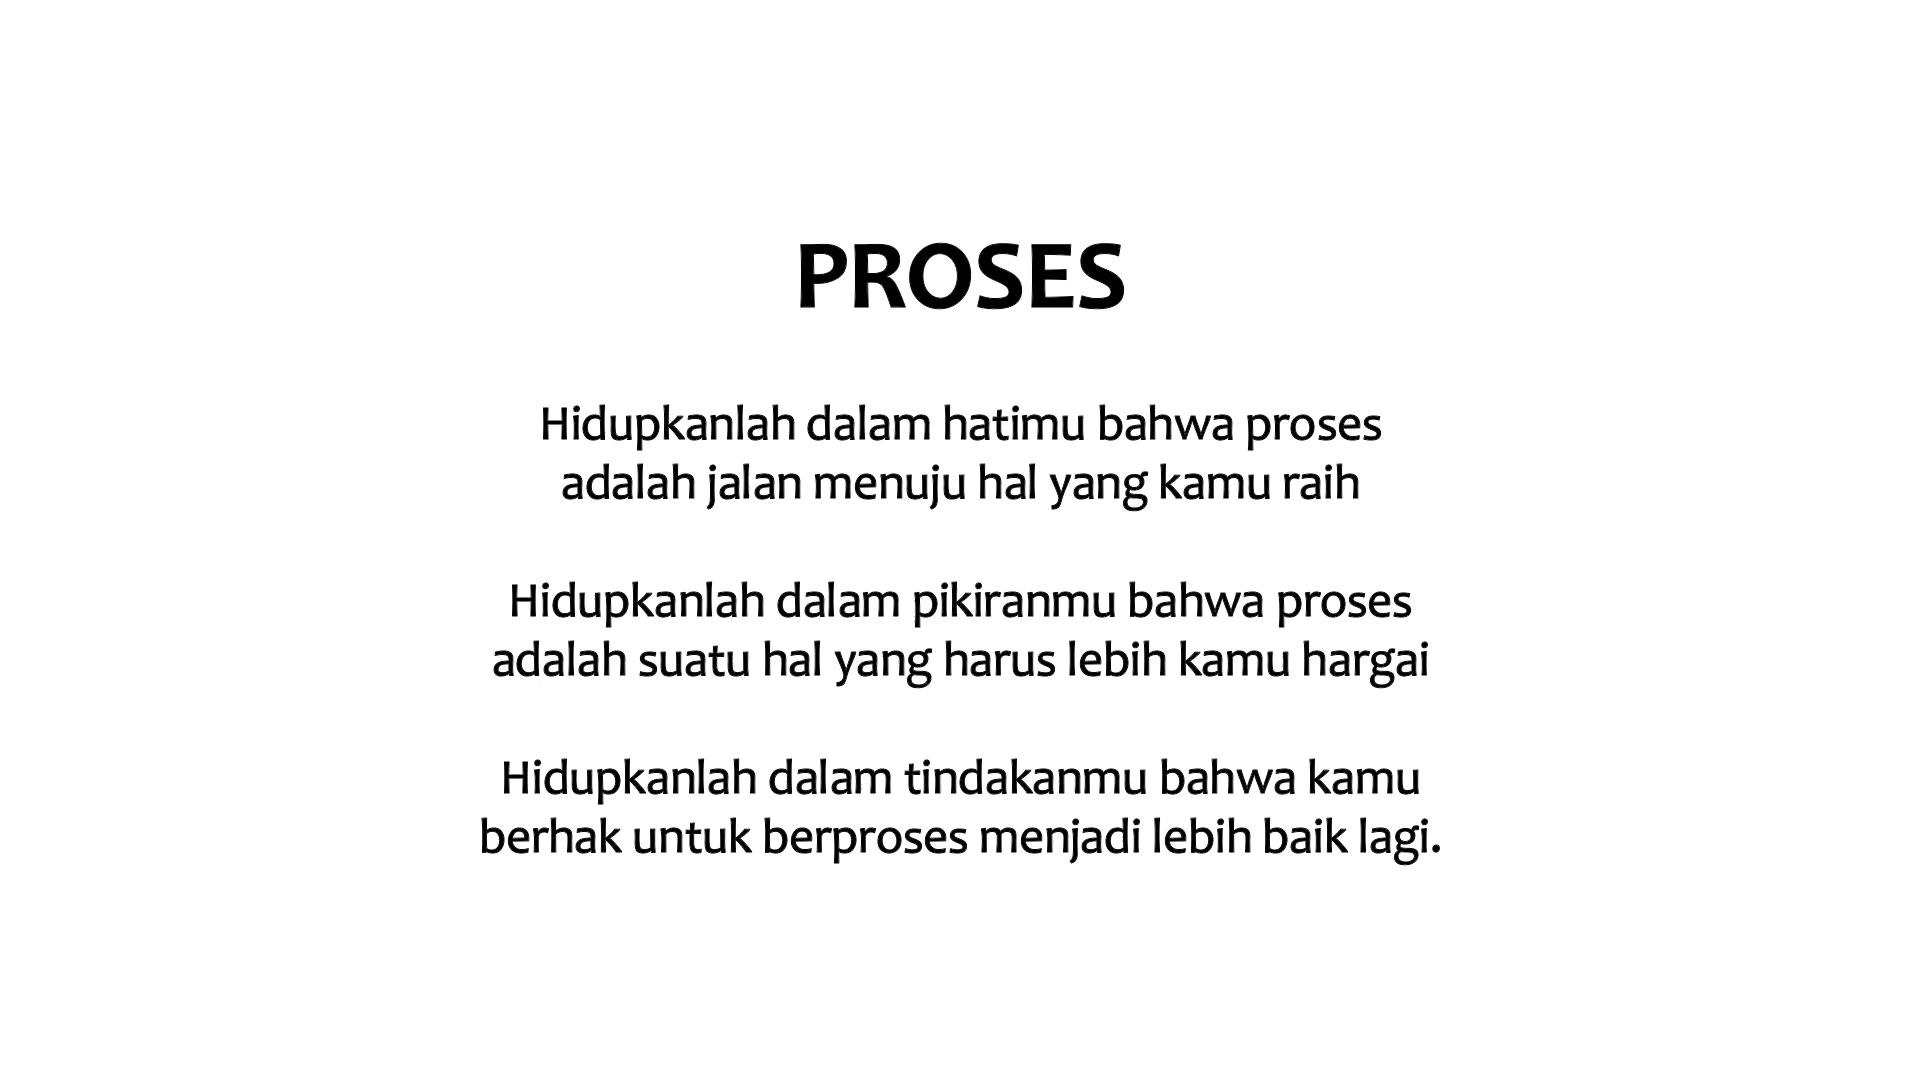 PROSES
Hidupkanlah dalam hatimu bahwa proses
adalah jalan menuju hal yang kamu raih
Hidupkanlah dalam pikiranmu bahwa proses
adalah suatu hal yang harus lebih kamu hargai
Hidupkanlah dalam tindakanmu bahwa kamu
berhak untuk berproses menjadi lebih baik lagi.